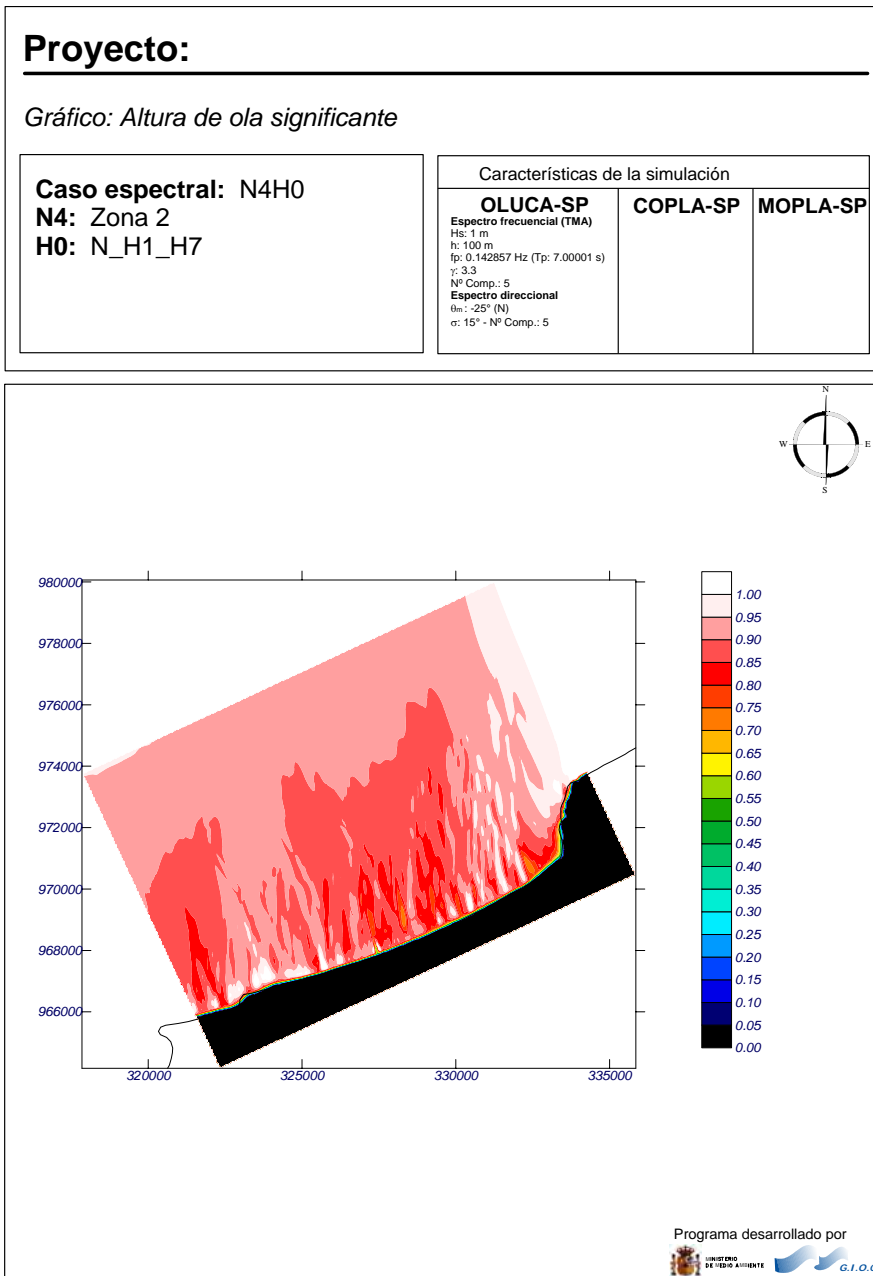 Proyecto:
Gráfico: Altura de ola significante
Caso espectral: N4H0
N4: Zona 2
H0: N_H1_H7
Características de la simulación
OLUCA-SP
Espectro frecuencial (TMA)
Hs: 1 m
h: 100 m
fp: 0.142857 Hz (Tp: 7.00001 s)
γ: 3.3
Nº Comp.: 5
Espectro direccional
θm : -25° (N)
σ: 15° - Nº Comp.: 5
COPLA-SP
MOPLA-SP
N
W
E
S
980000
978000
976000
974000
972000
970000
968000
966000
320000
325000
330000
335000
1.00
0.95
0.90
0.85
0.80
0.75
0.70
0.65
0.60
0.55
0.50
0.45
0.40
0.35
0.30
0.25
0.20
0.15
0.10
0.05
0.00
Programa desarrollado por
MINISTERIO
DE MEDIO AMBIENTE
G.I.O.C